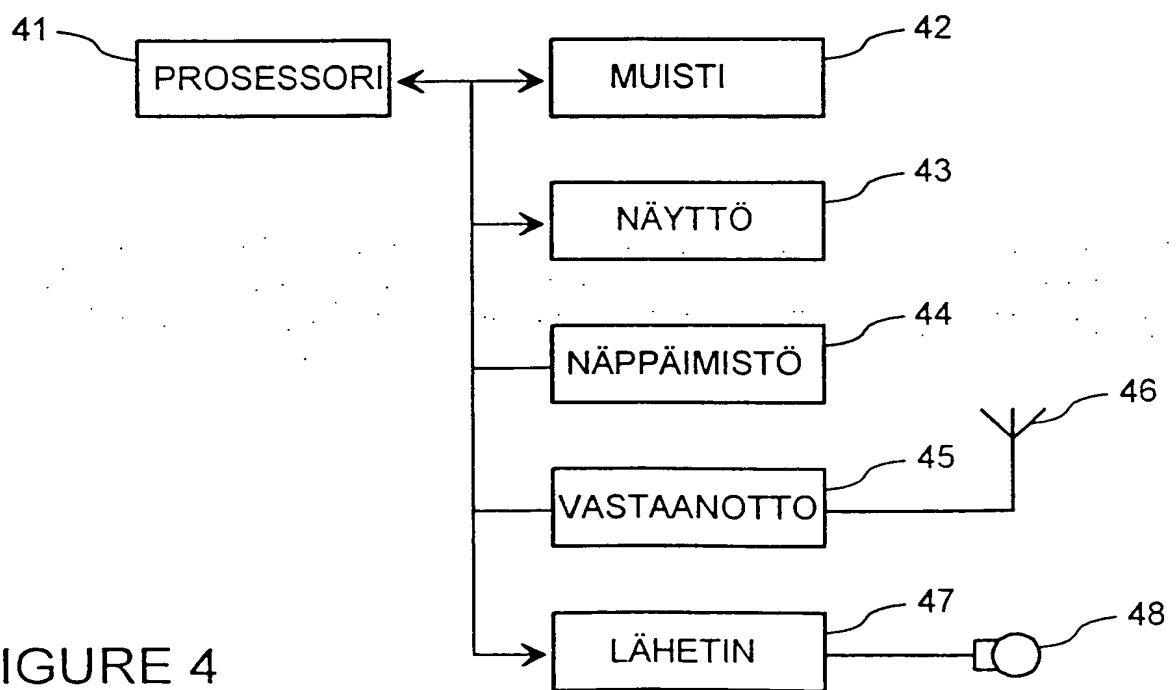 41 PROSESSORI
MUISTI 42
NÄYTTÖ 43
NÄPPÄIMISTÖ 44
VASTAANOTTO 45
46
LÄHETIN 47
48
IGURE 4